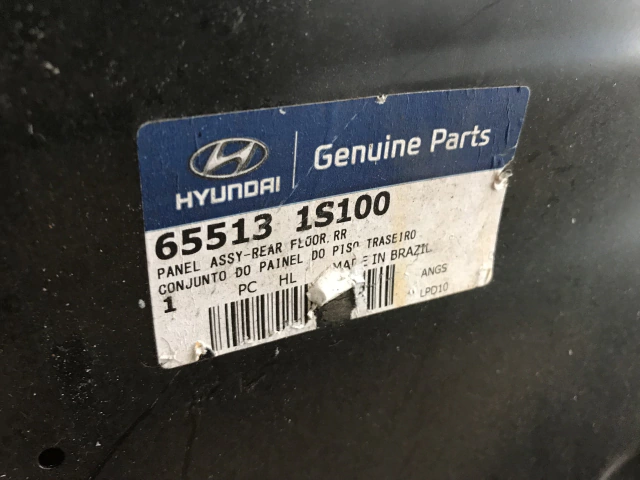 HYUNDAI
Genuine Parts
65513 1S100
PANEL ASSY-REAR FLOOR,RR
CONJUNTO DO PAINEL DO PISO TRASEIRO
1 PC HL MADE IN BRAZIL
ANGS
LPO10